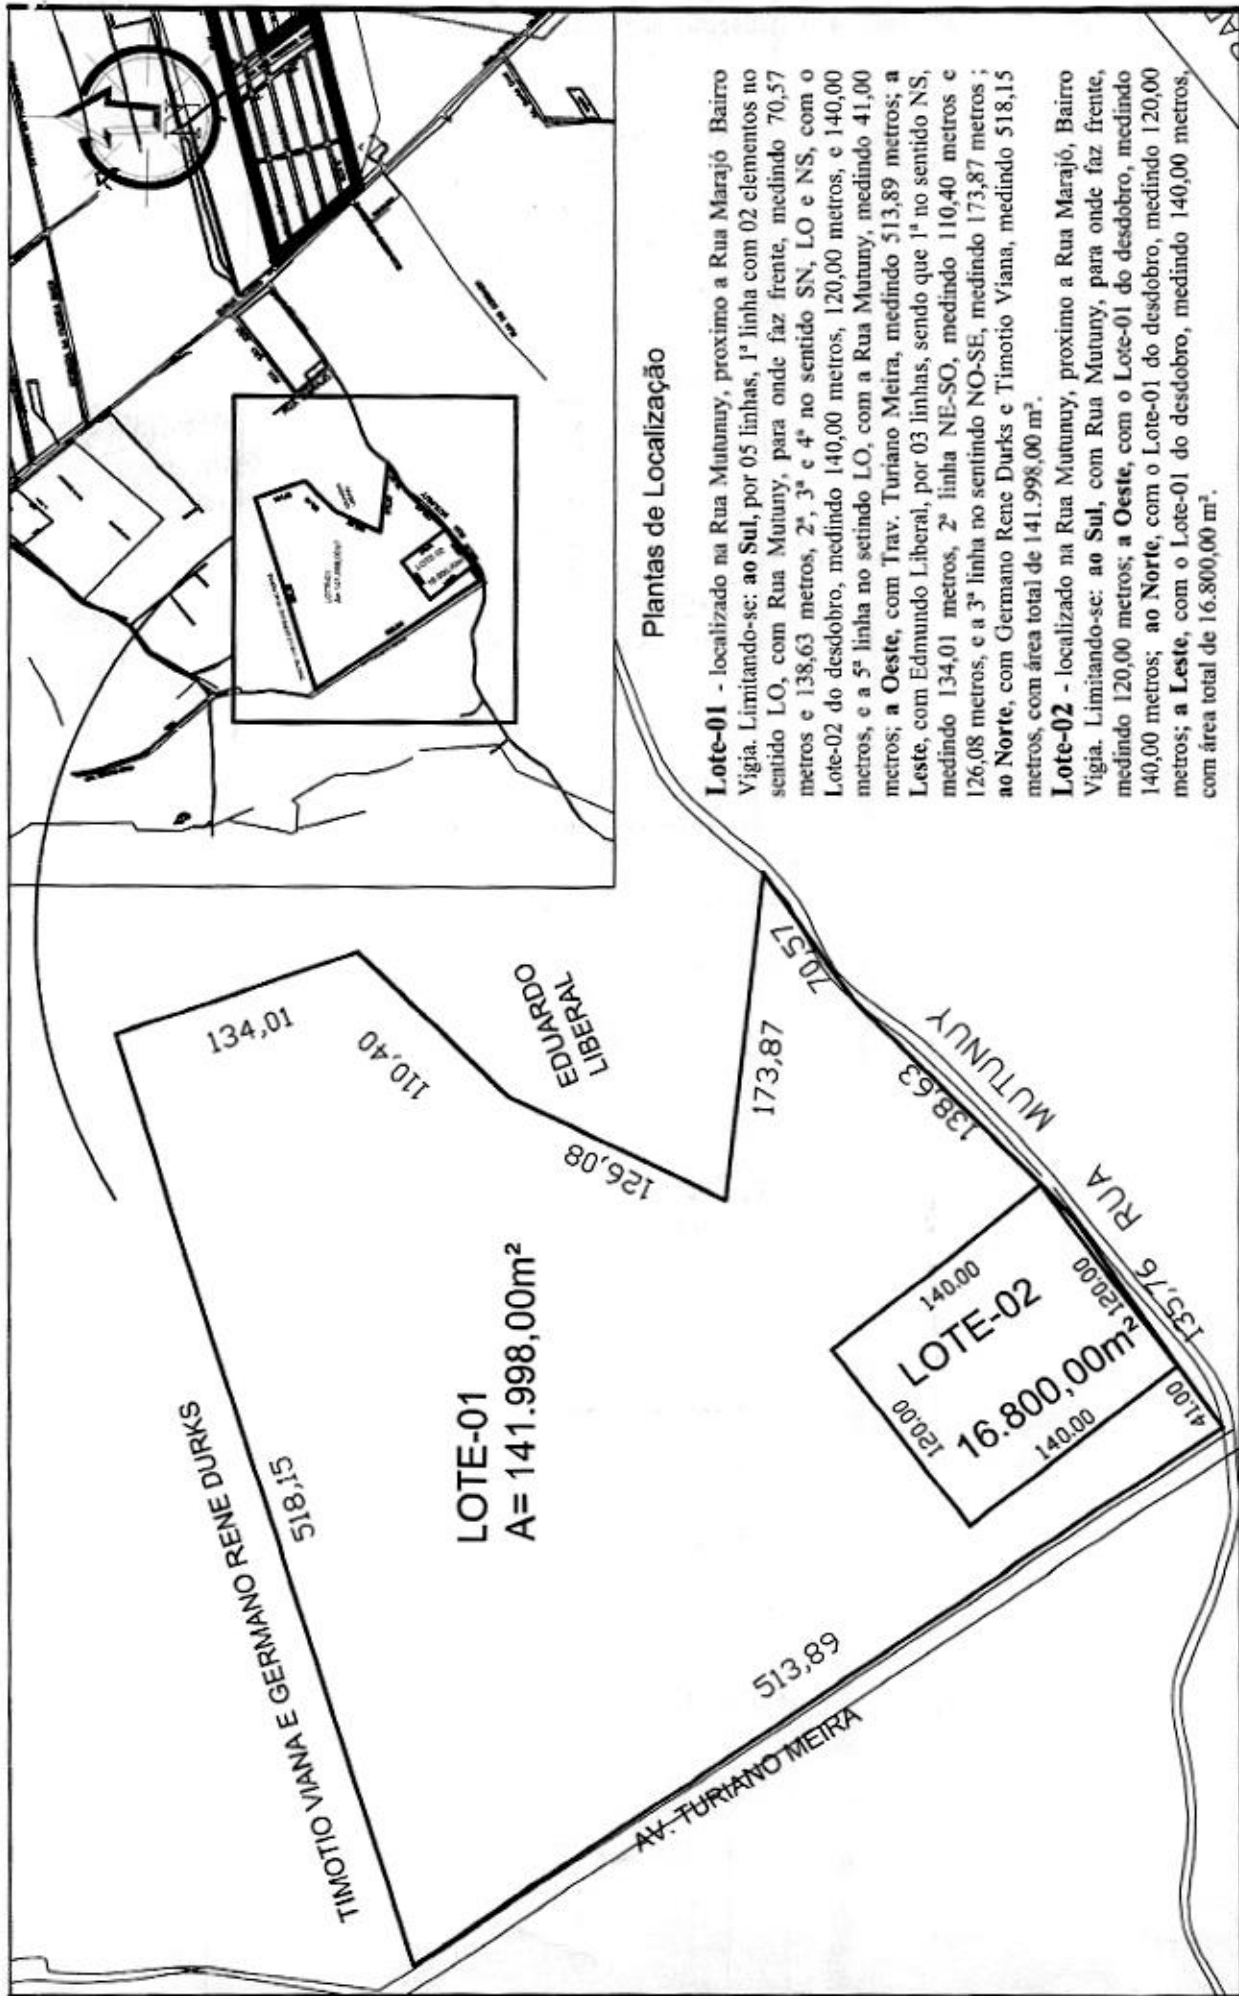 Plantas de Localização
Lote-01 - localizado na Rua Mutunuy, proximo a Rua Marajó Bairro
Vigia. Limitando-se: ao Sul, por 05 linhas, 1ª linha com 02 elementos no
sentido LO, com Rua Mutuny, para onde faz frente, medindo 70,57
metros e 138,63 metros, 2ª, 3ª e 4ª no sentido SN, LO e NS, com o
Lote-02 do desdobro, medindo 140,00 metros, 120,00 metros, e 140,00
metros, e a 5ª linha no setindo LO, com a Rua Mutuny, medindo 41,00
metros; a Oeste, com Trav. Turiano Meira, medindo 513,89 metros; a
Leste, com Edmundo Liberal, por 03 linhas, sendo que 1ª no sentido NS,
medindo 134,01 metros, 2ª linha NE-SO, medindo 110,40 metros e
126,08 metros, e a 3ª linha no sentindo NO-SE, medindo 173,87 metros ;
ao Norte, com Germano Rene Durks e Timotio Viana, medindo 518,15
metros, com área total de 141.998,00 m².
Lote-02 - localizado na Rua Mutunuy, proximo a Rua Marajó, Bairro
Vigia. Limitando-se: ao Sul, com Rua Mutuny, para onde faz frente,
medindo 120,00 metros; a Oeste, com o Lote-01 do desdobro, medindo
140,00 metros; ao Norte, com o Lote-01 do desdobro, medindo 120,00
metros; a Leste, com o Lote-01 do desdobro, medindo 140,00 metros,
com área total de 16.800,00 m².
TIMOTIO VIANA E GERMANO RENE DURKS
518,15
134,01
110,40
EDUARDO
LIBERAL
126,08
173,87
70,57
138,63
RUA MUTUNUY
135,76
LOTE-01
A= 141.998,00m²
120.00
140.00
LOTE-02
16.800,00m²
140.00
120.00
41.00
513,89
AV. TURIANO MEIRA